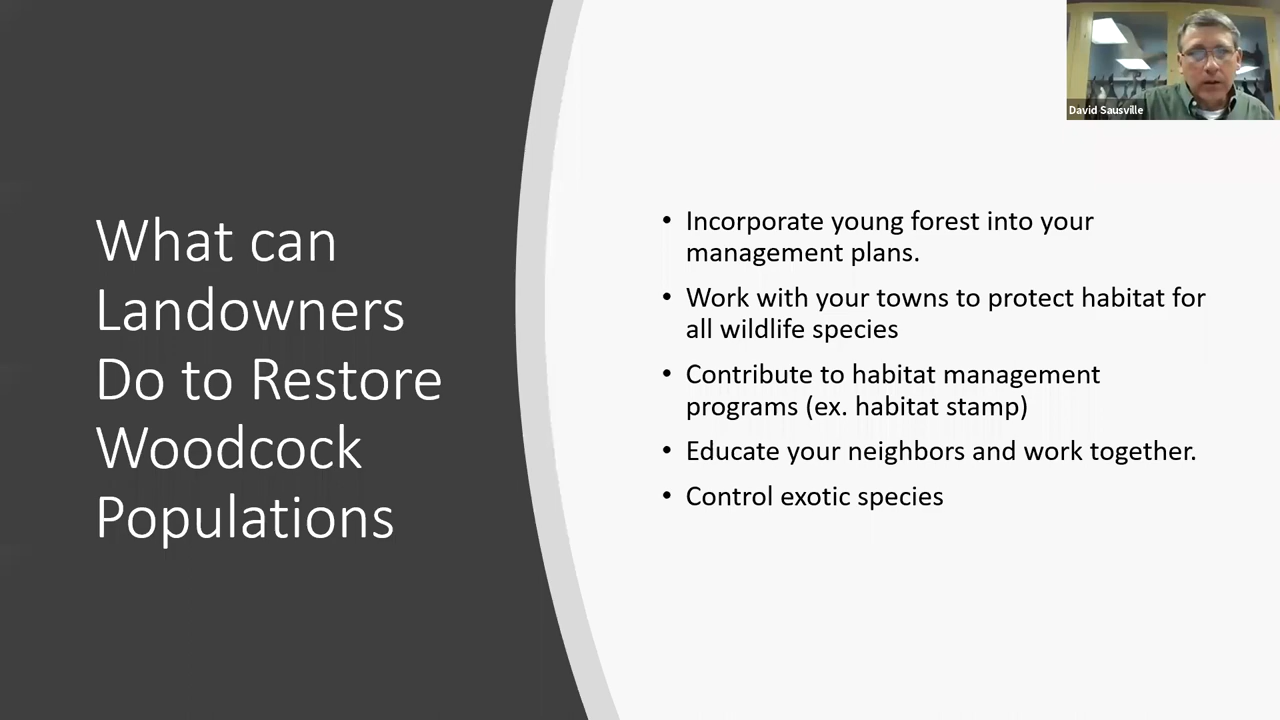 What can
Landowners
Do to Restore
Woodcock
Populations
• Incorporate young forest into your
management plans.
• Work with your towns to protect habitat for
all wildlife species
• Contribute to habitat management
programs (ex. habitat stamp)
• Educate your neighbors and work together.
• Control exotic species
David Sausville